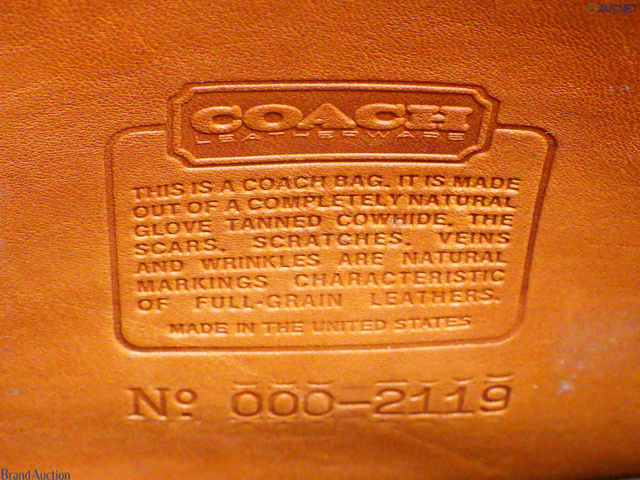 AUCNET
COACH
LEATHERWARE
THIS IS A COACH BAG. IT IS MADE
OUT OF A COMPLETELY NATURAL
GLOVE TANNED COWHIDE. THE
SCARS, SCRATCHES, VEINS
AND WRINKLES ARE NATURAL
MARKINGS CHARACTERISTIC
OF FULL-GRAIN LEATHERS.
MADE IN THE UNITED STATES
Nº 000-2119
BrandAuction